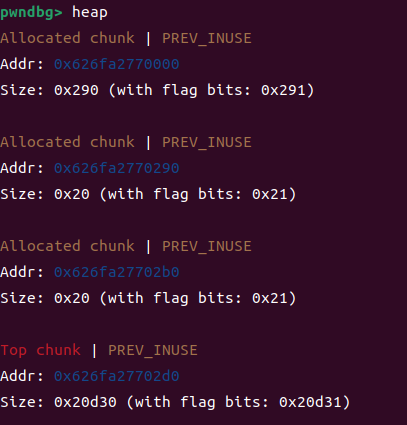 pwndbg> heap
Allocated chunk | PREV_INUSE
Addr: 0x626fa2770000
Size: 0x290 (with flag bits: 0x291)
Allocated chunk | PREV_INUSE
Addr: 0x626fa2770290
Size: 0x20 (with flag bits: 0x21)
Allocated chunk | PREV_INUSE
Addr: 0x626fa27702b0
Size: 0x20 (with flag bits: 0x21)
Top chunk | PREV_INUSE
Addr: 0x626fa27702d0
Size: 0x20d30 (with flag bits: 0x20d31)